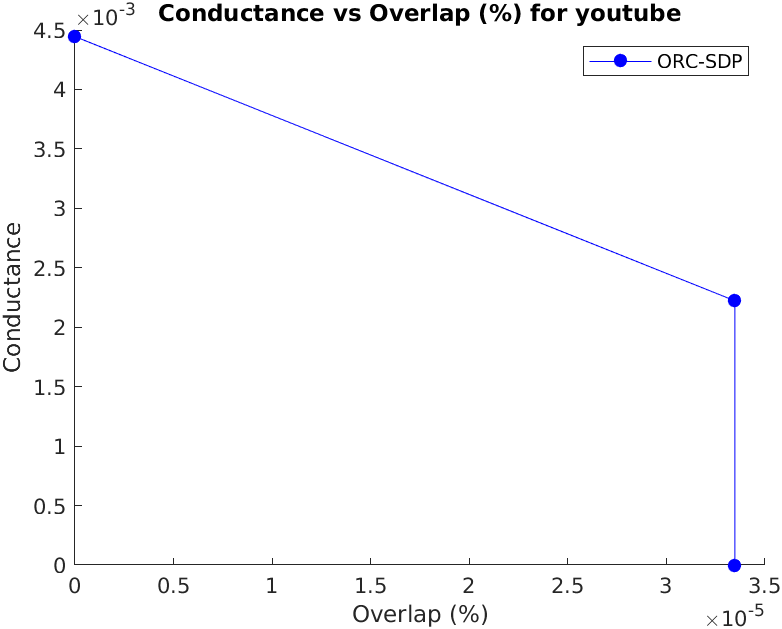 Conductance vs Overlap (%) for youtube
×10-3
ORC-SDP
4.5
4
3.5
3
2.5
2
1.5
1
0.5
0
Conductance
0 0.5 1 1.5 2 2.5 3 3.5
Overlap (%)
×10-5